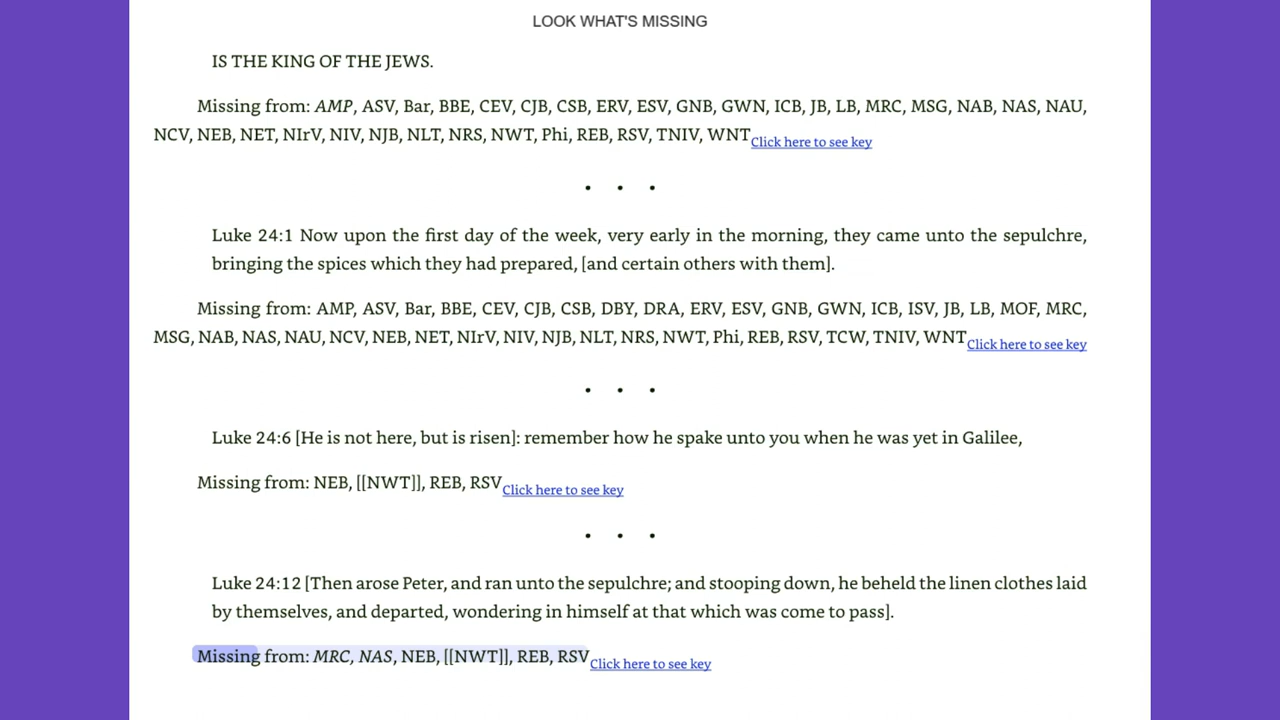 LOOK WHAT'S MISSING
IS THE KING OF THE JEWS.
Missing from: AMP, ASV, Bar, BBE, CEV, CJB, CSB, ERV, ESV, GNB, GWN, ICB, JB, LB, MRC, MSG, NAB, NAS, NAU,
NCV, NEB, NET, NIrV, NIV, NJB, NLT, NRS, NWT, Phi, REB, RSV, TNIV, WNT Click here to see key
• • •
Luke 24:1 Now upon the first day of the week, very early in the morning, they came unto the sepulchre,
bringing the spices which they had prepared, [and certain others with them].
Missing from: AMP, ASV, Bar, BBE, CEV, CJB, CSB, DBY, DRA, ERV, ESV, GNB, GWN, ICB, ISV, JB, LB, MOF, MRC,
MSG, NAB, NAS, NAU, NCV, NEB, NET, NIrV, NIV, NJB, NLT, NRS, NWT, Phi, REB, RSV, TCW, TNIV, WNT Click here to see key
• • •
Luke 24:6 [He is not here, but is risen]: remember how he spake unto you when he was yet in Galilee,
Missing from: NEB, [[NWT]], REB, RSV Click here to see key
• • •
Luke 24:12 [Then arose Peter, and ran unto the sepulchre; and stooping down, he beheld the linen clothes laid
by themselves, and departed, wondering in himself at that which was come to pass].
Missing from: MRC, NAS, NEB, [[NWT]], REB, RSV Click here to see key